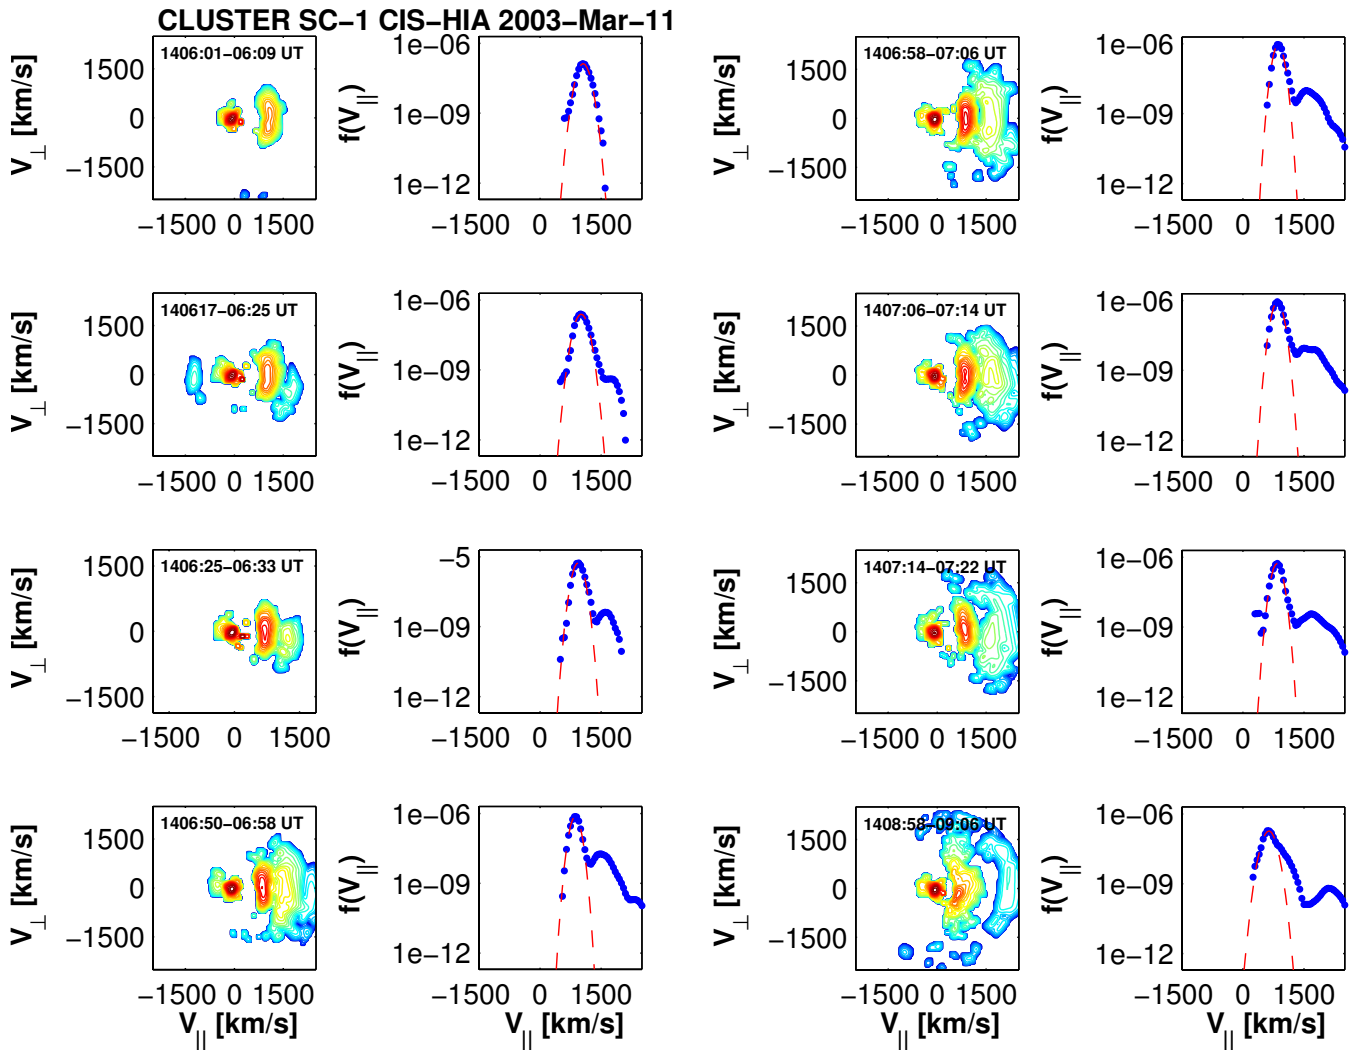 CLUSTER SC−1 CIS−HIA 2003−Mar−11
1406:01−06:09 UT
V⊥ [km/s]
1500
0
−1500
−1500 0 1500
f(V||)
1e−06
1e−09
1e−12
−1500 0 1500
1406:58−07:06 UT
V⊥ [km/s]
1500
0
−1500
−1500 0 1500
f(V||)
1e−06
1e−09
1e−12
−1500 0 1500
140617−06:25 UT
V⊥ [km/s]
1500
0
−1500
−1500 0 1500
f(V||)
1e−06
1e−09
1e−12
−1500 0 1500
1407:06−07:14 UT
V⊥ [km/s]
1500
0
−1500
−1500 0 1500
f(V||)
1e−06
1e−09
1e−12
−1500 0 1500
1406:25−06:33 UT
V⊥ [km/s]
1500
0
−1500
−1500 0 1500
f(V||)
−5
1e−09
1e−12
−1500 0 1500
1407:14−07:22 UT
V⊥ [km/s]
1500
0
−1500
−1500 0 1500
f(V||)
1e−06
1e−09
1e−12
−1500 0 1500
1406:50−06:58 UT
V⊥ [km/s]
1500
0
−1500
−1500 0 1500
V|| [km/s]
f(V||)
1e−06
1e−09
1e−12
−1500 0 1500
V|| [km/s]
1408:58−09:06 UT
V⊥ [km/s]
1500
0
−1500
−1500 0 1500
V|| [km/s]
f(V||)
1e−06
1e−09
1e−12
−1500 0 1500
V|| [km/s]